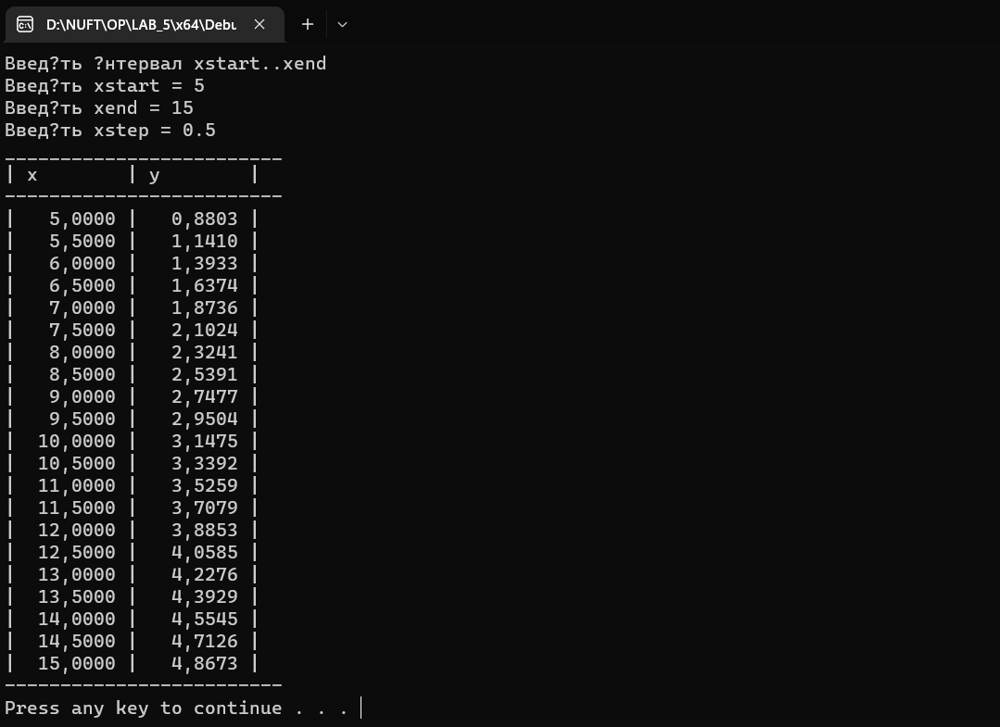 D:\NUFT\OP\LAB_5\x64\Debu
Введ?ть ?нтервал xstart..xend
Введ?ть xstart = 5
Введ?ть xend = 15
Введ?ть xstep = 0.5
_________________________
| x        | y        |
-------------------------
|   5,0000 |   0,8803 |
|   5,5000 |   1,1410 |
|   6,0000 |   1,3933 |
|   6,5000 |   1,6374 |
|   7,0000 |   1,8736 |
|   7,5000 |   2,1024 |
|   8,0000 |   2,3241 |
|   8,5000 |   2,5391 |
|   9,0000 |   2,7477 |
|   9,5000 |   2,9504 |
|  10,0000 |   3,1475 |
|  10,5000 |   3,3392 |
|  11,0000 |   3,5259 |
|  11,5000 |   3,7079 |
|  12,0000 |   3,8853 |
|  12,5000 |   4,0585 |
|  13,0000 |   4,2276 |
|  13,5000 |   4,3929 |
|  14,0000 |   4,5545 |
|  14,5000 |   4,7126 |
|  15,0000 |   4,8673 |
-------------------------
Press any key to continue . . .